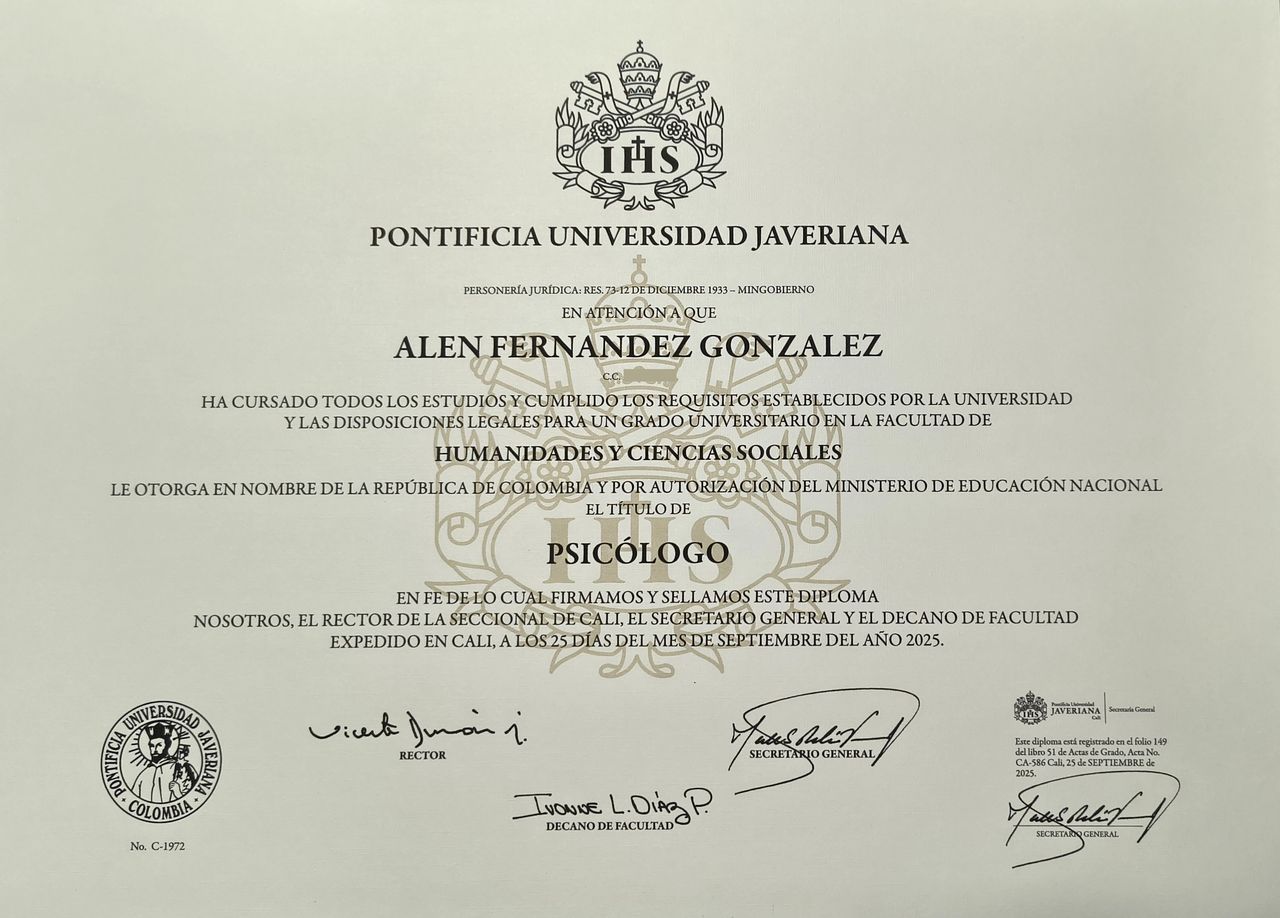 IHS
PONTIFICIA UNIVERSIDAD JAVERIANA
PERSONERÍA JURÍDICA: RES. 73-12 DE DICIEMBRE 1933 – MINGOBIERNO
EN ATENCIÓN A QUE
ALEN FERNANDEZ GONZALEZ
C.C.
HA CURSADO TODOS LOS ESTUDIOS Y CUMPLIDO LOS REQUISITOS ESTABLECIDOS POR LA UNIVERSIDAD
Y LAS DISPOSICIONES LEGALES PARA UN GRADO UNIVERSITARIO EN LA FACULTAD DE
HUMANIDADES Y CIENCIAS SOCIALES
LE OTORGA EN NOMBRE DE LA REPÚBLICA DE COLOMBIA Y POR AUTORIZACIÓN DEL MINISTERIO DE EDUCACIÓN NACIONAL
EL TÍTULO DE
IHS
PSICÓLOGO
EN FE DE LO CUAL FIRMAMOS Y SELLAMOS ESTE DIPLOMA
NOSOTROS, EL RECTOR DE LA SECCIONAL DE CALI, EL SECRETARIO GENERAL Y EL DECANO DE FACULTAD
EXPEDIDO EN CALI, A LOS 25 DÍAS DEL MES DE SEPTIEMBRE DEL AÑO 2025.
PONTIFICIA UNIVERSIDAD JAVERIANA
COLOMBIA
No. C-1972
RECTOR
Ivonne L. Díaz P.
DECANO DE FACULTAD
SECRETARIO GENERAL
IHS
Pontificia Universidad
JAVERIANA
Cali
Secretaría General
Este diploma está registrado en el folio 149
del libro 51 de Actas de Grado, Acta No.
CA-586 Cali, 25 de SEPTIEMBRE de
2025.
SECRETARIO GENERAL